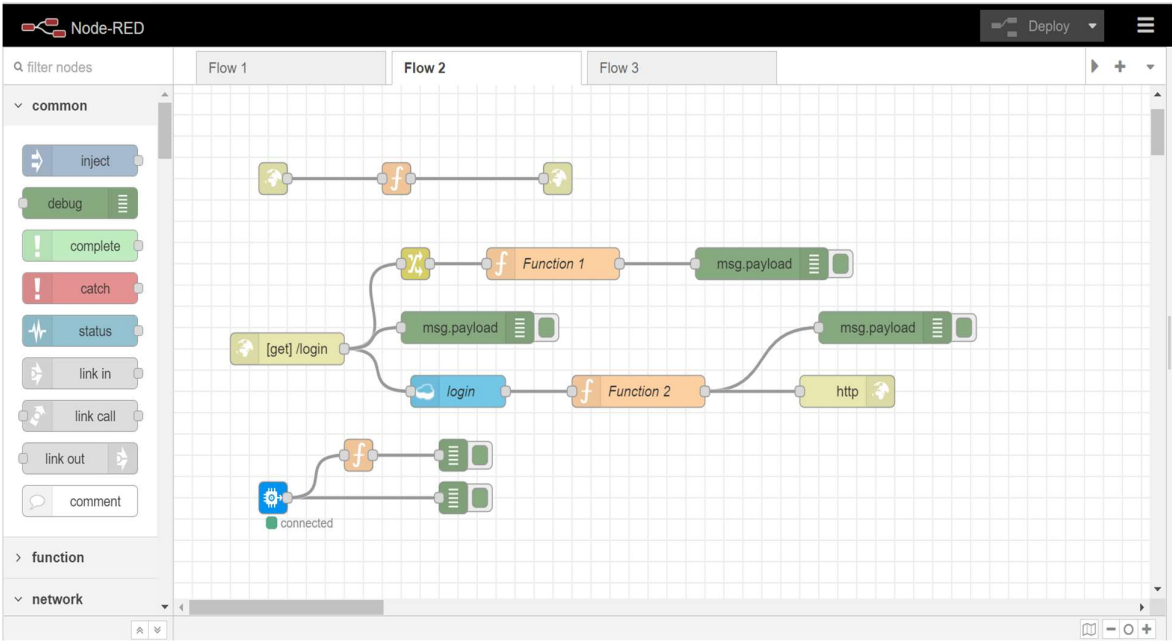 Node-RED
Deploy
filter nodes
Flow 1
Flow 2
Flow 3
common
inject
debug
complete
catch
status
link in
link call
link out
comment
function
network
f
Function 1
msg.payload
msg.payload
msg.payload
[get] /login
login
Function 2
http
connected